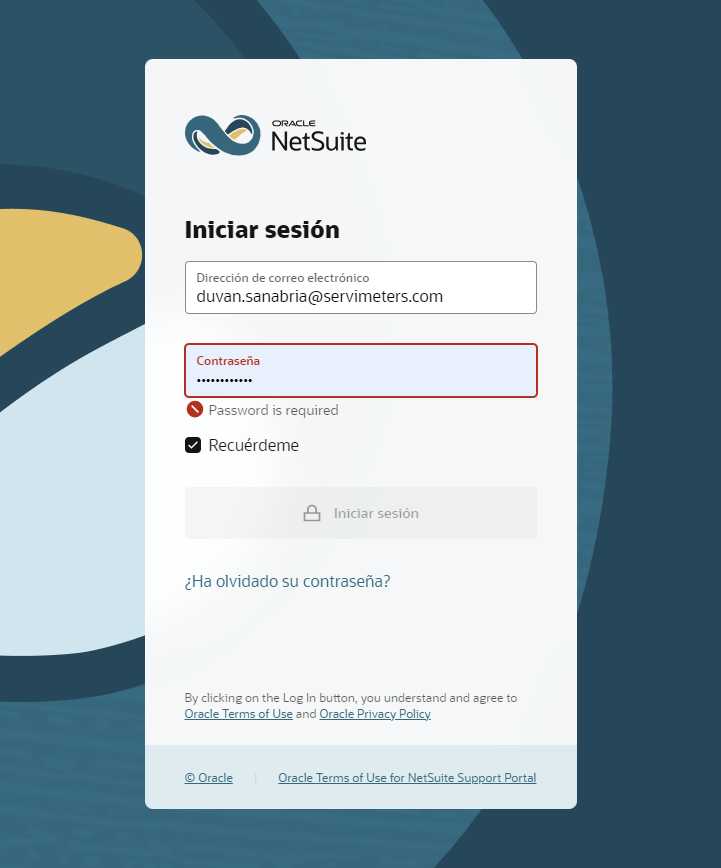 ORACLE
NetSuite
Iniciar sesión
Dirección de correo electrónico
duvan.sanabria@servimeters.com
Contraseña
••••••••••••
Password is required
Recuérdeme
Iniciar sesión
¿Ha olvidado su contraseña?
By clicking on the Log In button, you understand and agree to
Oracle Terms of Use and Oracle Privacy Policy
© Oracle | Oracle Terms of Use for NetSuite Support Portal